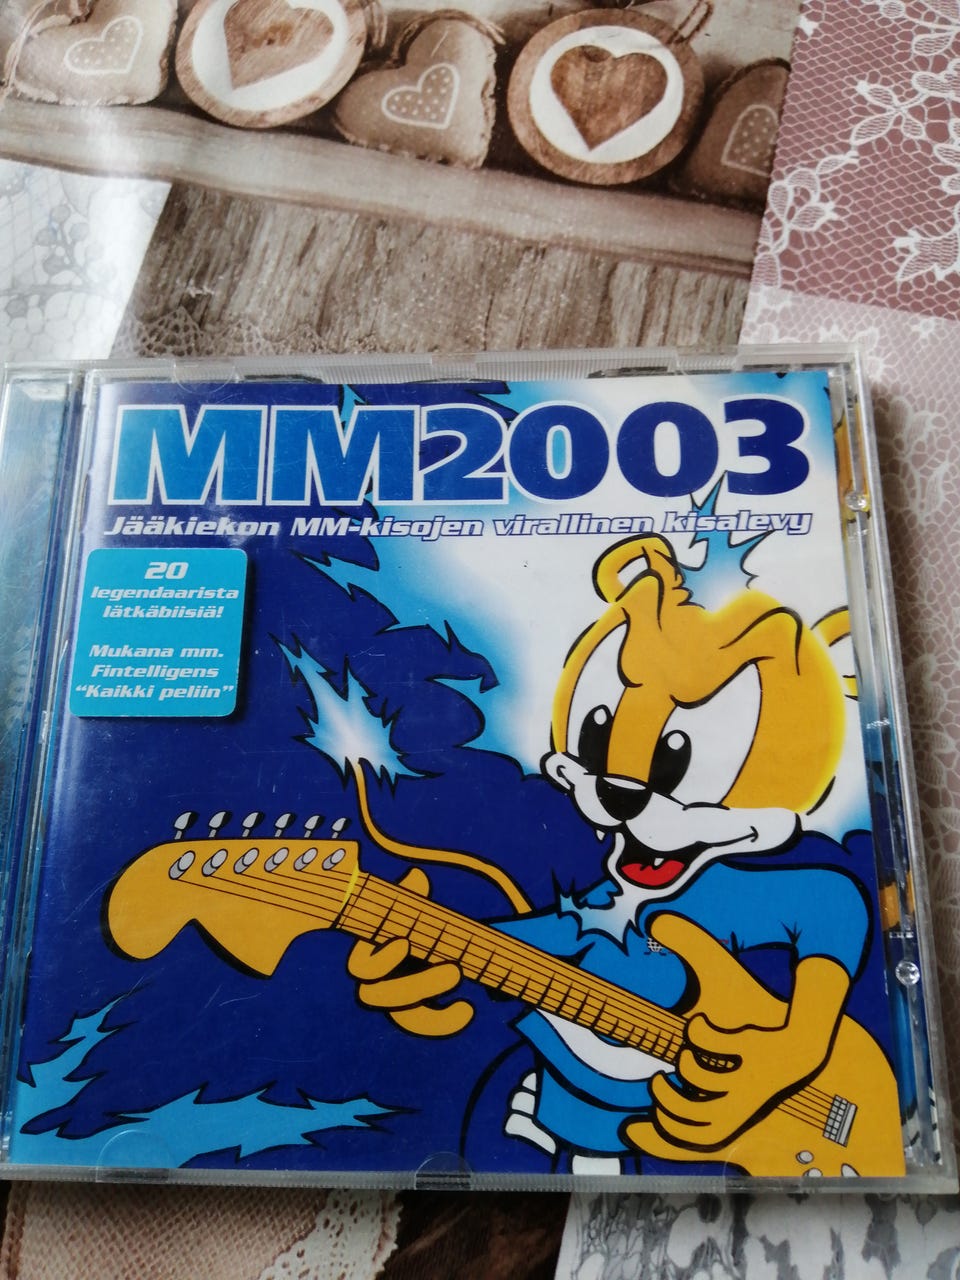 MM2003
Jääkiekon MM-kisojen virallinen kisalevy
20
legendaarista
lätkäbiisiä!
Mukana mm.
Fintelligens
"Kaikki peliin"